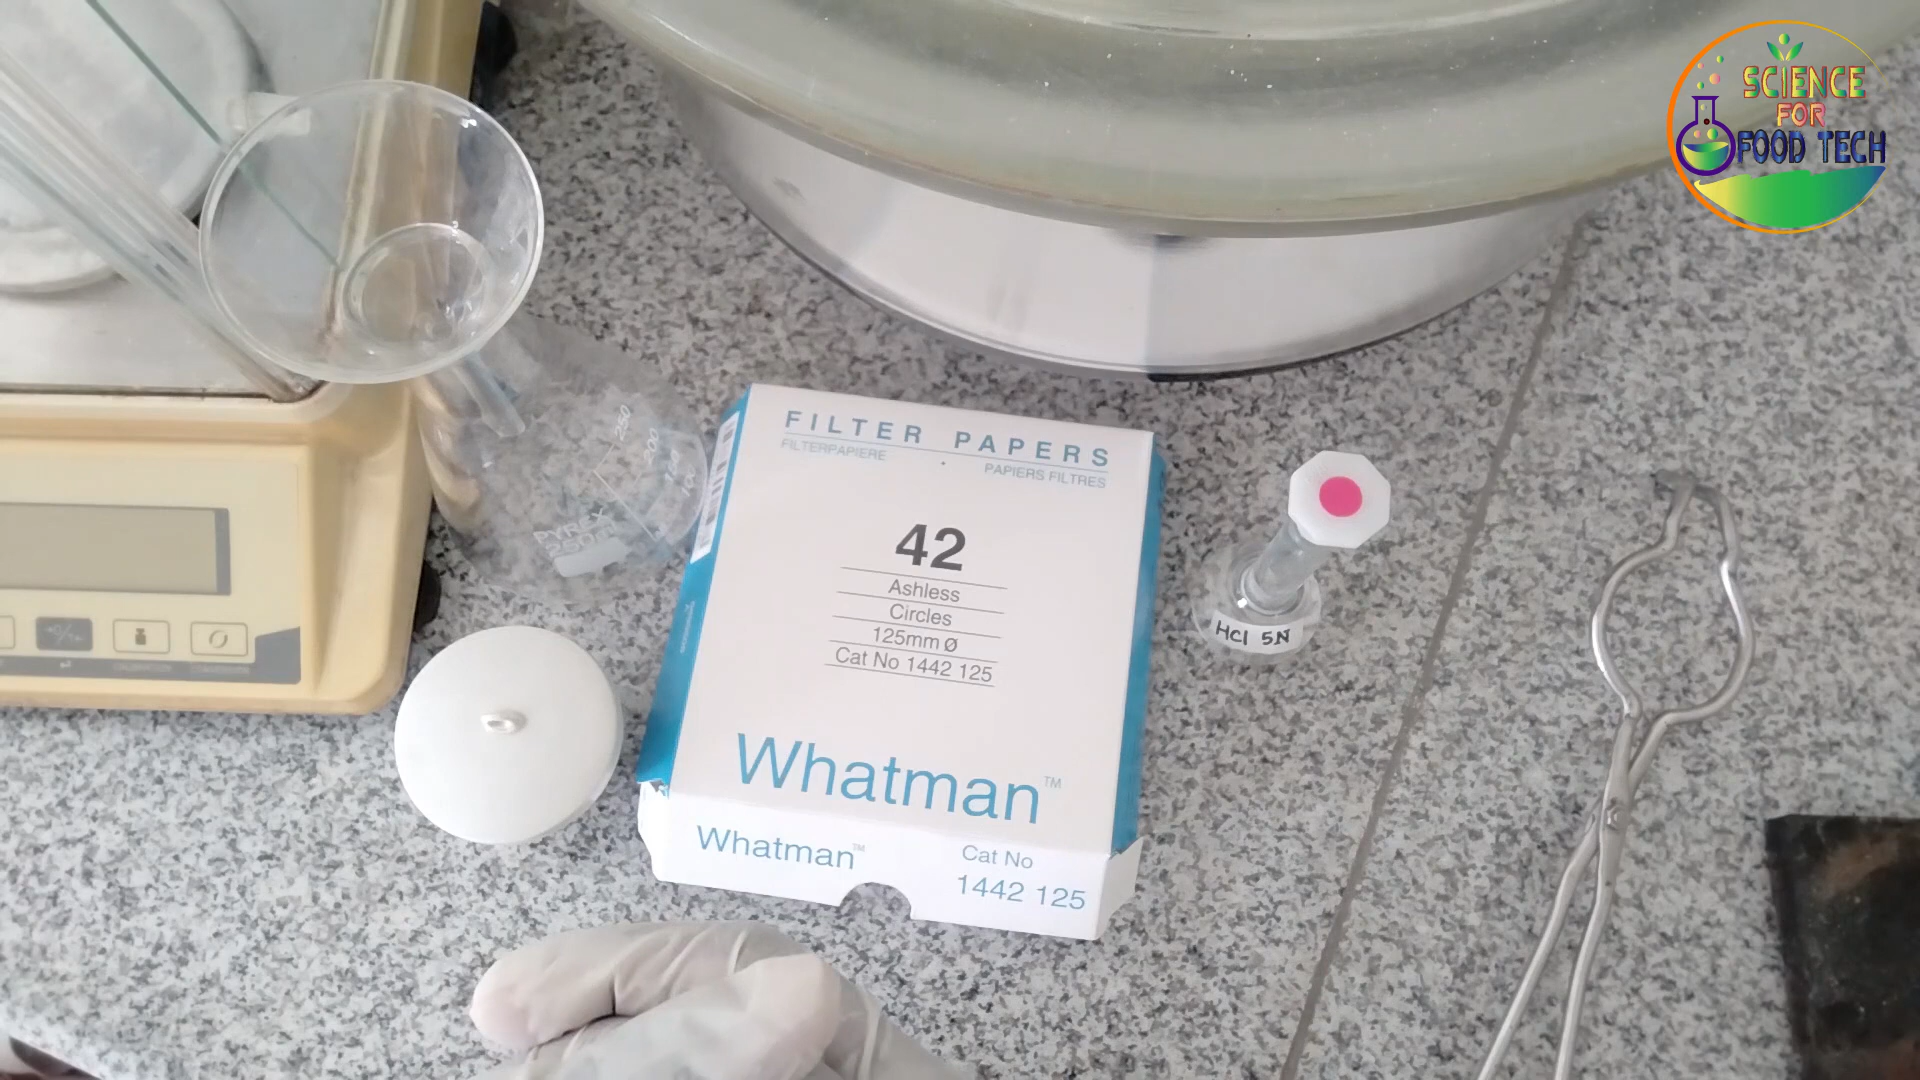 SCIENCE
FOR
FOOD TECH
FILTER PAPERS
FILTERPAPIERE
PAPIERS FILTRES
250
200
150
100
PYREX
250ml
42
Ashless
Circles
125mm Ø
Cat No 1442 125
Whatman™
Whatman™
Cat No
1442 125
HCl 5N